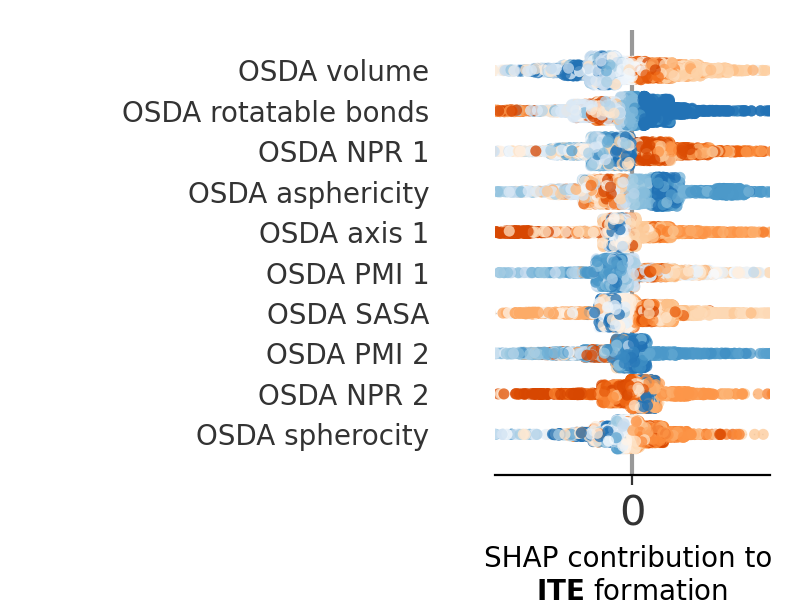 OSDA volume
OSDA rotatable bonds
OSDA NPR 1
OSDA asphericity
OSDA axis 1
OSDA PMI 1
OSDA SASA
OSDA PMI 2
OSDA NPR 2
OSDA spherocity
0
SHAP contribution to
ITE formation